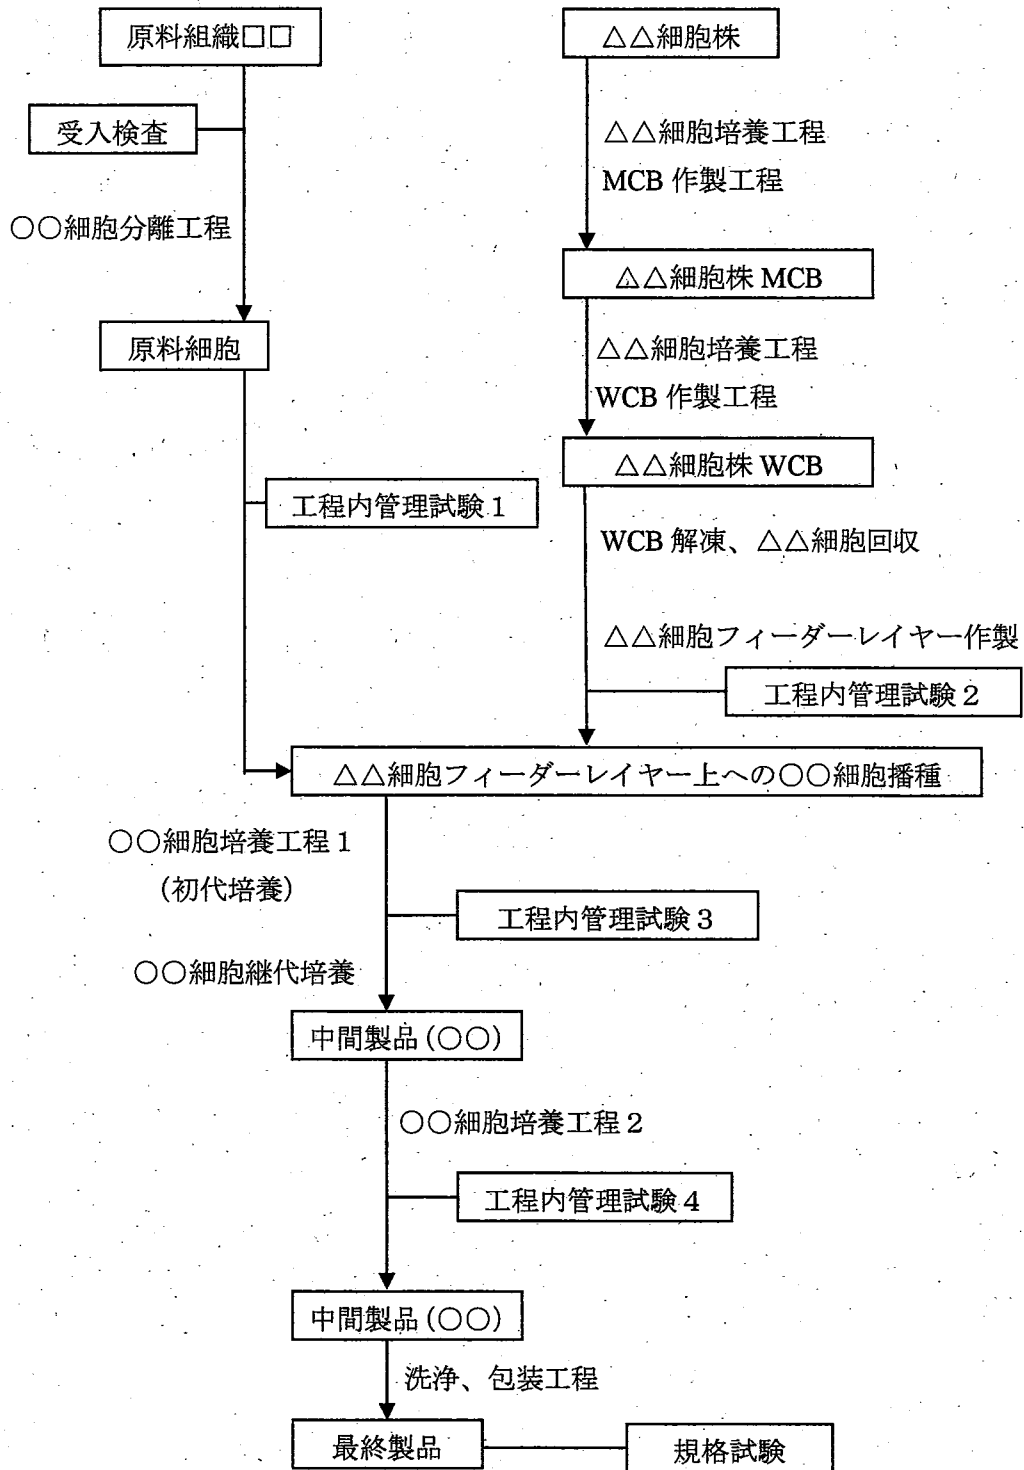 原料組織□□
△△細胞株
受入検査
△△細胞培養工程
MCB 作製工程
○○細胞分離工程
△△細胞株 MCB
原料細胞
△△細胞培養工程
WCB 作製工程
△△細胞株 WCB
工程内管理試験1
WCB 解凍、△△細胞回収
△△細胞フィーダーレイヤー作製
工程内管理試験2
△△細胞フィーダーレイヤー上への○○細胞播種
○○細胞培養工程1
(初代培養)
工程内管理試験3
○○細胞継代培養
中間製品(○○)
○○細胞培養工程2
工程内管理試験4
中間製品(○○)
洗浄、包装工程
最終製品
規格試験